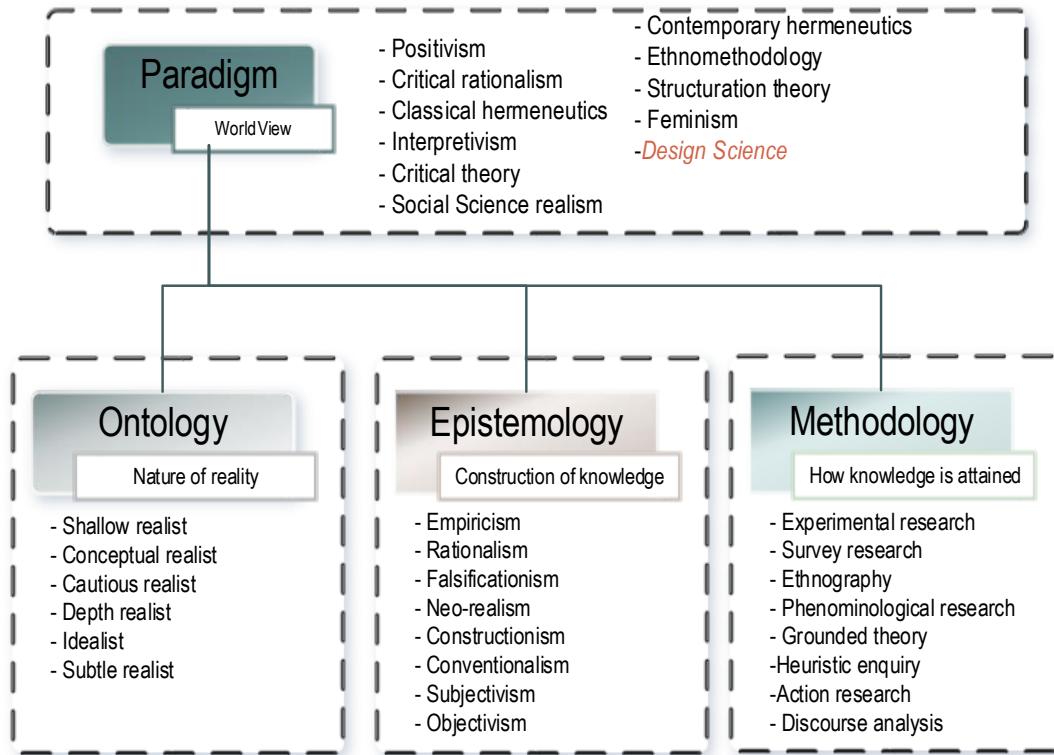 Paradigm
World View
- Positivism
- Critical rationalism
- Classical hermeneutics
- Interpretivism
- Critical theory
- Social Science realism
- Contemporary hermeneutics
- Ethnomethodology
- Structuration theory
- Feminism
-Design Science
Ontology
Nature of reality
- Shallow realist
- Conceptual realist
- Cautious realist
- Depth realist
- Idealist
- Subtle realist
Epistemology
Construction of knowledge
- Empiricism
- Rationalism
- Falsificationism
- Neo-realism
- Constructionism
- Conventionalism
- Subjectivism
- Objectivism
Methodology
How knowledge is attained
- Experimental research
- Survey research
- Ethnography
- Phenominological research
- Grounded theory
-Heuristic enquiry
-Action research
- Discourse analysis